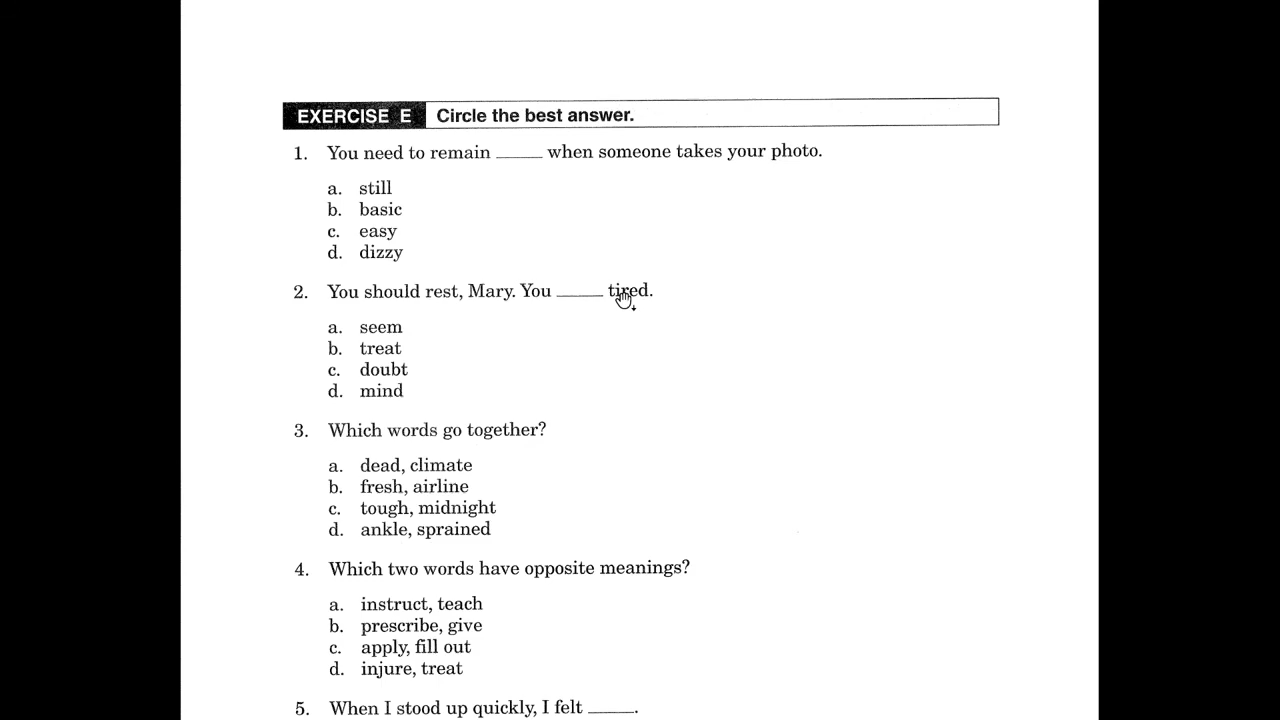 EXERCISE E Circle the best answer.
1. You need to remain _____ when someone takes your photo.
a. still
b. basic
c. easy
d. dizzy
2. You should rest, Mary. You _____ tired.
a. seem
b. treat
c. doubt
d. mind
3. Which words go together?
a. dead, climate
b. fresh, airline
c. tough, midnight
d. ankle, sprained
4. Which two words have opposite meanings?
a. instruct, teach
b. prescribe, give
c. apply, fill out
d. injure, treat
5. When I stood up quickly, I felt _____.